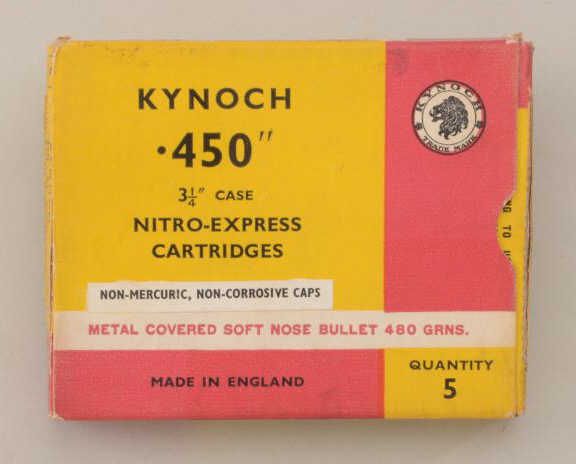 KYNOCH
·450"
3¼" CASE
NITRO-EXPRESS
CARTRIDGES
NON-MERCURIC, NON-CORROSIVE CAPS
METAL COVERED SOFT NOSE BULLET 480 GRNS.
MADE IN ENGLAND
KYNOCH
TRADE MARK
TO
QUANTITY
5